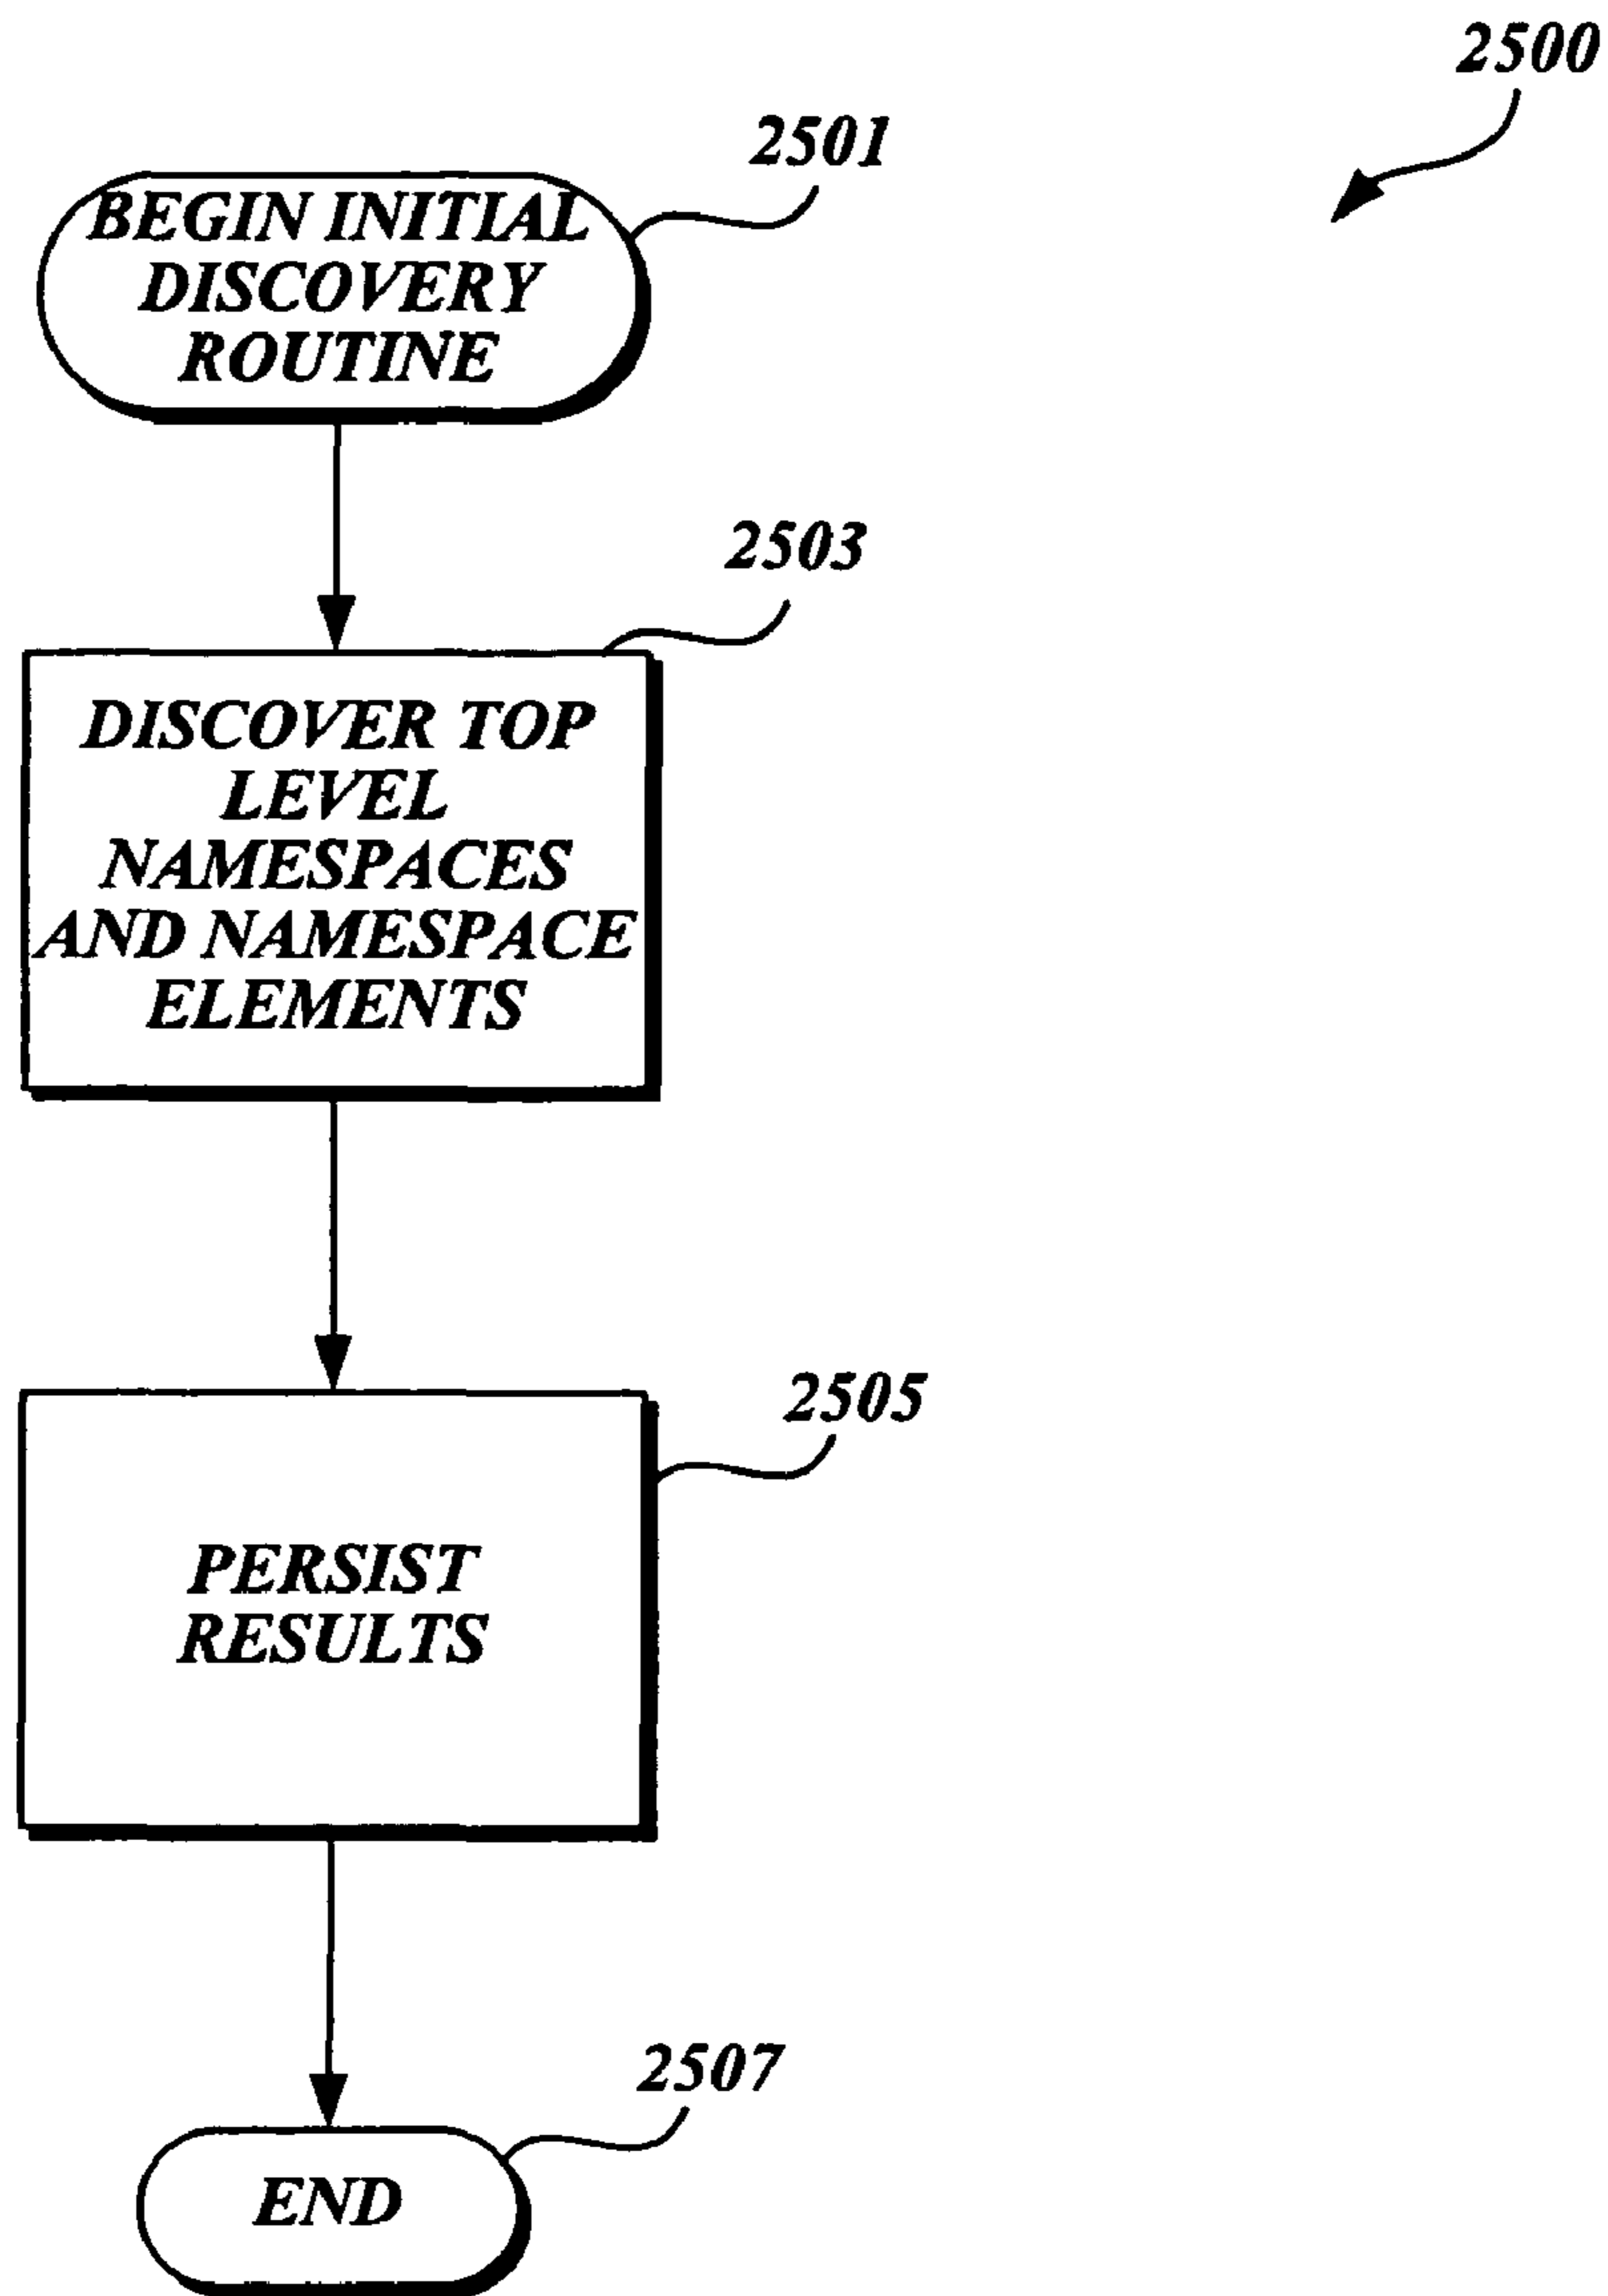 2500
2501
BEGIN INITIAL
DISCOVERY
ROUTINE
2503
DISCOVER TOP
LEVEL
NAMESPACES
AND NAMESPACE
ELEMENTS
2505
PERSIST
RESULTS
2507
END